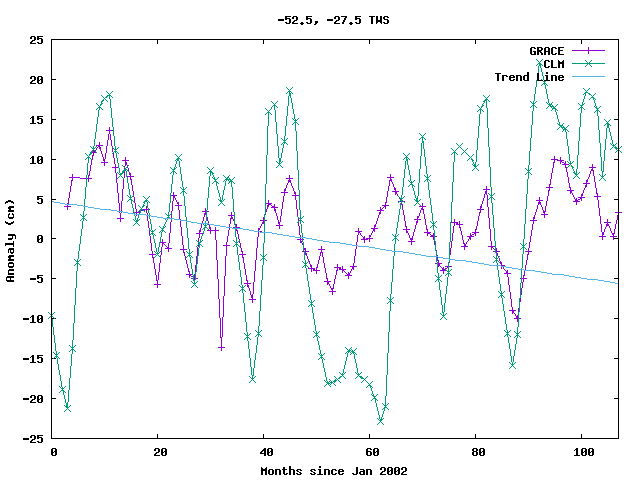 -52.5, -27.5 TWS
GRACE
CLM
Trend Line
25
20
15
10
5
0
-5
-10
-15
-20
-25
Anomaly (cm)
0 20 40 60 80 100
Months since Jan 2002